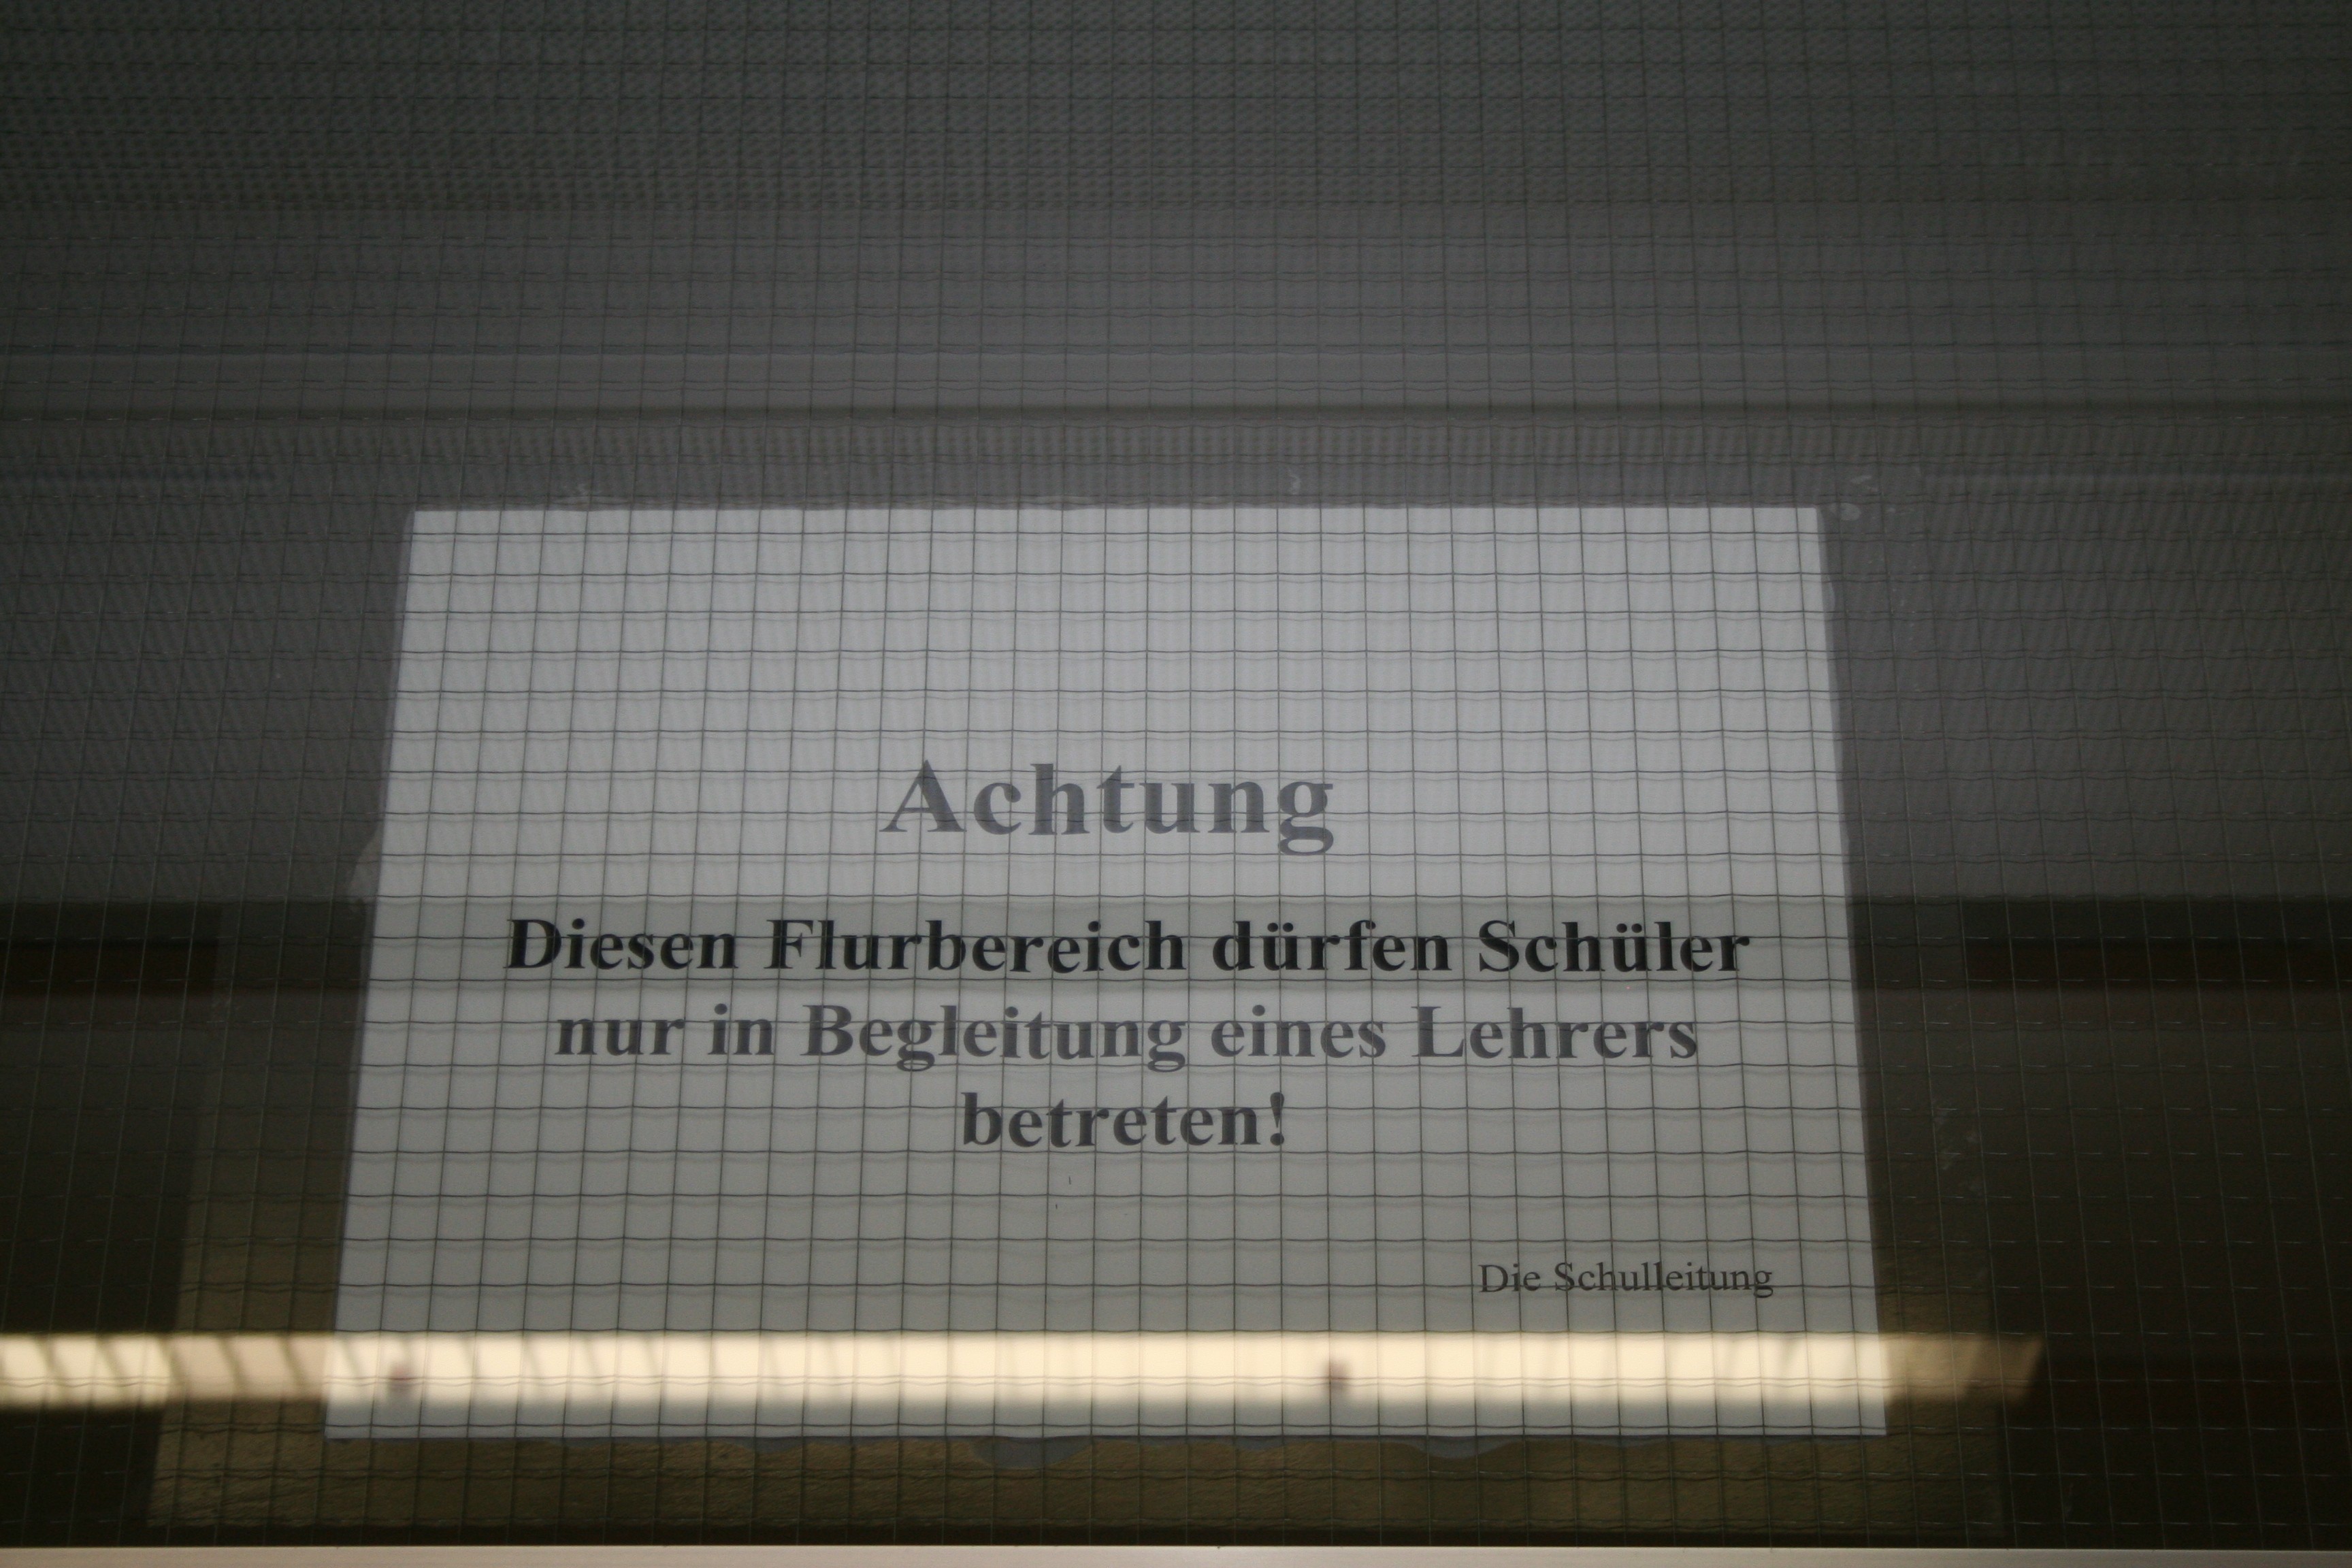 Achtung
Diesen Flurbereich dürfen Schüler
nur in Begleitung eines Lehrers
betreten!
Die Schulleitung